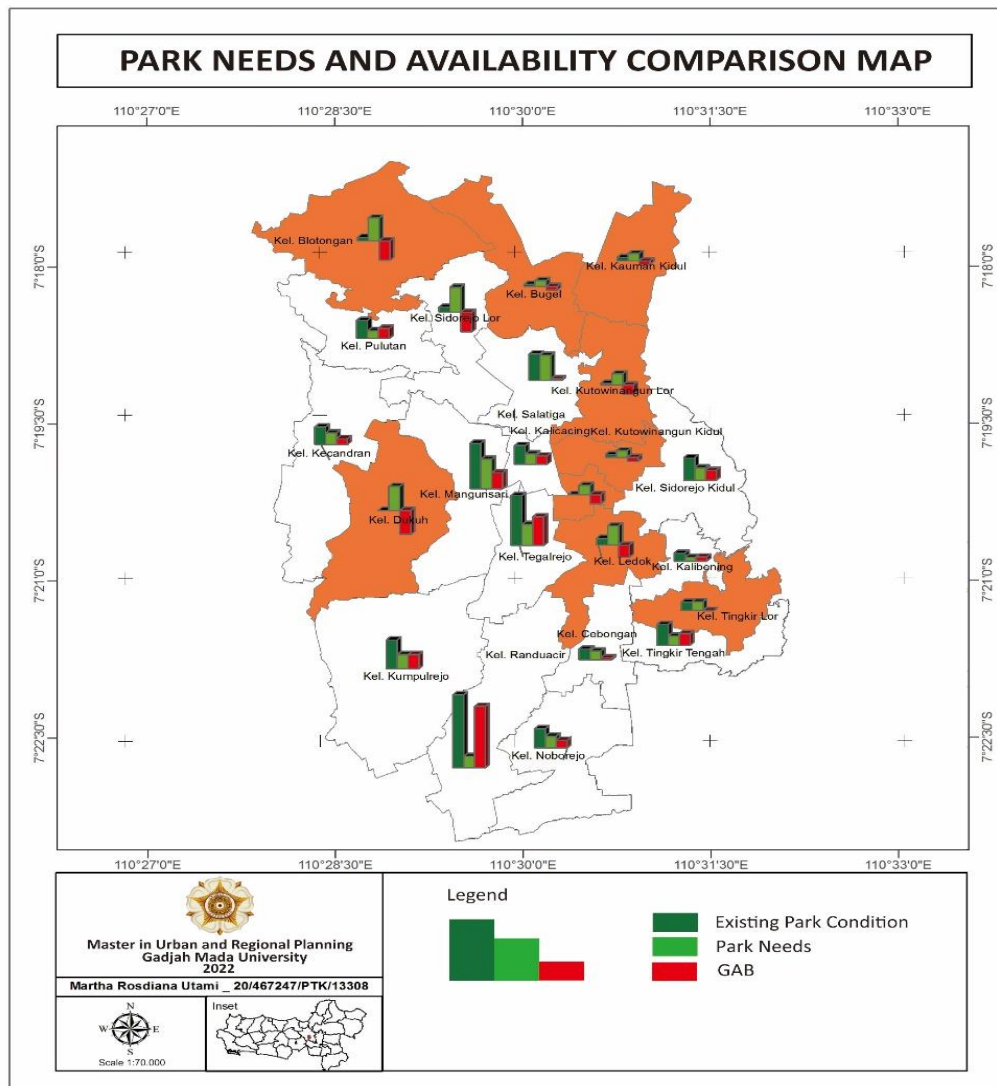 PARK NEEDS AND AVAILABILITY COMPARISON MAP
110°27'0"E 110°28'30"E 110°30'0"E 110°31'30"E 110°33'0"E
7°18'0"S
7°18'0"S
7°19'30"S
7°19'30"S
7°21'0"S
7°21'0"S
7°22'30"S
7°22'30"S
Kel. Blotongan
Kel. Kauman Kidul
Kel. Bugel
Kel. Sidorejo Lor
Kel. Pulutan
Kel. Kutowinangun Lor
Kel. Salatiga
Kel. Kalicacing
Kel. Kutowinangun Kidul
Kel. Kecandran
Kel. Sidorejo Kidul
Kel. Mangunsari
Kel. Dukuh
Kel. Tegalrejo
Kel. Ledok
Kel. Kalibening
Kel. Tingkir Lor
Kel. Cebongan
Kel. Tingkir Tengah
Kel. Randuacir
Kel. Kumpulrejo
Kel. Noborejo
110°27'0"E 110°28'30"E 110°30'0"E 110°31'30"E 110°33'0"E
Master in Urban and Regional Planning
Gadjah Mada University
2022
Martha Rosdiana Utami _ 20/467247/PTK/13308
N
W E
S
Scale 1:70.000
Inset
Legend
Existing Park Condition
Park Needs
GAB